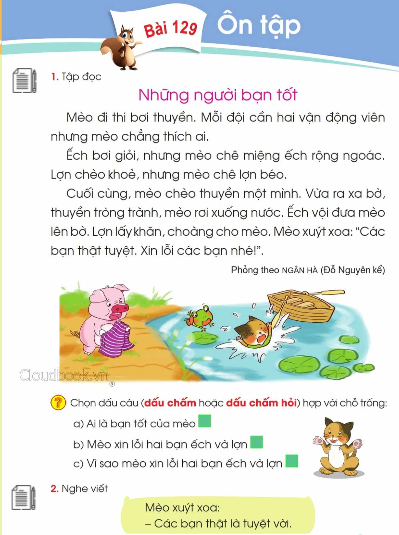 Bài 129
Ôn tập
1. Tập đọc
Những người bạn tốt
Mèo đi thi bơi thuyền. Mỗi đội cần hai vận động viên
nhưng mèo chẳng thích ai.
Ếch bơi giỏi, nhưng mèo chê miệng ếch rộng ngoác.
Lợn chèo khoẻ, nhưng mèo chê lợn béo.
Cuối cùng, mèo chèo thuyền một mình. Vừa ra xa bờ,
thuyền tròng trành, mèo rơi xuống nước. Ếch vội đưa mèo
lên bờ. Lợn lấy khăn, choàng cho mèo. Mèo xuýt xoa: "Các
bạn thật tuyệt. Xin lỗi các bạn nhé!".
Phỏng theo NGÂN HÀ (Đỗ Nguyên kể)
Cloudbook.vn
? Chọn dấu câu (dấu chấm hoặc dấu chấm hỏi) hợp với chỗ trống:
a) Ai là bạn tốt của mèo
b) Mèo xin lỗi hai bạn ếch và lợn
c) Vì sao mèo xin lỗi hai bạn ếch và lợn
2. Nghe viết
Mèo xuýt xoa:
– Các bạn thật là tuyệt vời.